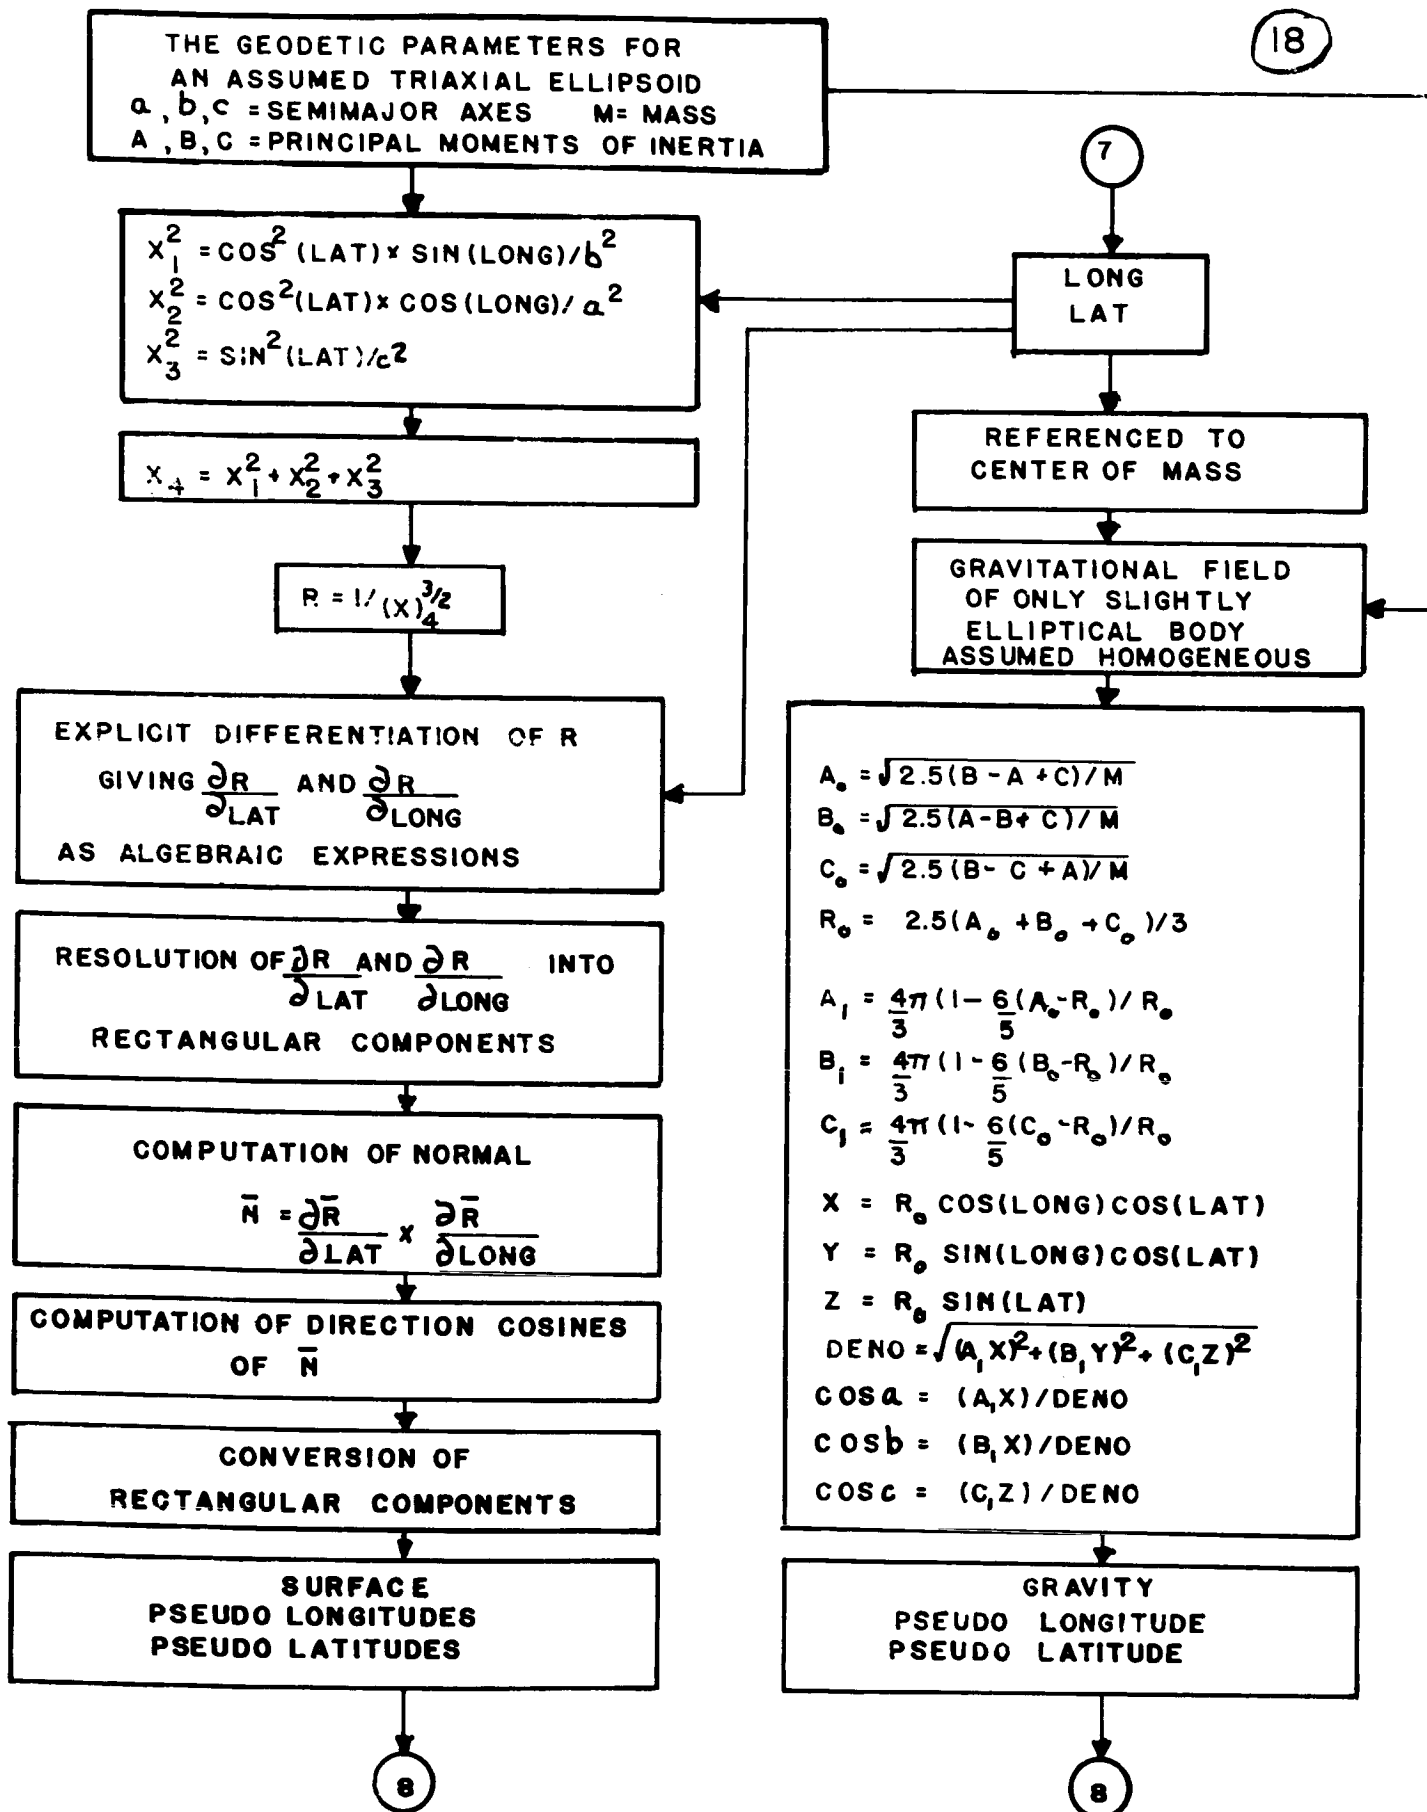 18
THE GEODETIC PARAMETERS FOR
AN ASSUMED TRIAXIAL ELLIPSOID
a, b, c = SEMIMAJOR AXES M= MASS
A, B, C = PRINCIPAL MOMENTS OF INERTIA
X₁² = COS² (LAT) × SIN (LONG)/b²
X₂² = COS² (LAT) × COS (LONG)/a²
X₃² = SIN² (LAT)/c²
X₄ = X₁² + X₂² + X₃²
R = 1/(X)₄^3/2
EXPLICIT DIFFERENTIATION OF R
GIVING ∂R/∂LAT AND ∂R/∂LONG
AS ALGEBRAIC EXPRESSIONS
RESOLUTION OF ∂R/∂LAT AND ∂R/∂LONG INTO
RECTANGULAR COMPONENTS
COMPUTATION OF NORMAL
N̄ = ∂R̄/∂LAT × ∂R̄/∂LONG
COMPUTATION OF DIRECTION COSINES
OF N̄
CONVERSION OF
RECTANGULAR COMPONENTS
SURFACE
PSEUDO LONGITUDES
PSEUDO LATITUDES
8
7
LONG
LAT
REFERENCED TO
CENTER OF MASS
GRAVITATIONAL FIELD
OF ONLY SLIGHTLY
ELLIPTICAL BODY
ASSUMED HOMOGENEOUS
A₀ = √2.5(B - A + C)/M
B₀ = √2.5(A - B + C)/M
C₀ = √2.5(B - C + A)/M
R₀ = 2.5(A₀ + B₀ + C₀)/3
A₁ = 4/3 π (1 - 6/5 (A₀ - R₀)/R₀
B₁ = 4/3 π (1 - 6/5 (B₀ - R₀)/R₀
C₁ = 4/3 π (1 - 6/5 (C₀ - R₀)/R₀
X = R₀ COS(LONG)COS(LAT)
Y = R₀ SIN(LONG)COS(LAT)
Z = R₀ SIN(LAT)
DENO = √(A₁X)² + (B₁Y)² + (C₁Z)²
COS a = (A₁X)/DENO
COS b = (B₁X)/DENO
COS c = (C₁Z)/DENO
GRAVITY
PSEUDO LONGITUDE
PSEUDO LATITUDE
8